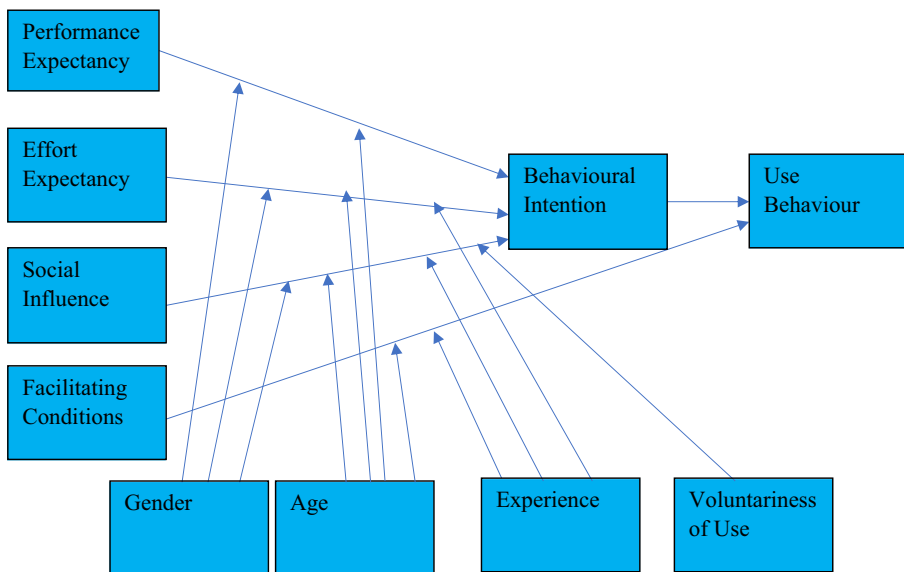 Performance
Expectancy
Effort
Expectancy
Behavioural
Intention
Use
Behaviour
Social
Influence
Facilitating
Conditions
Gender
Age
Experience
Voluntariness
of Use